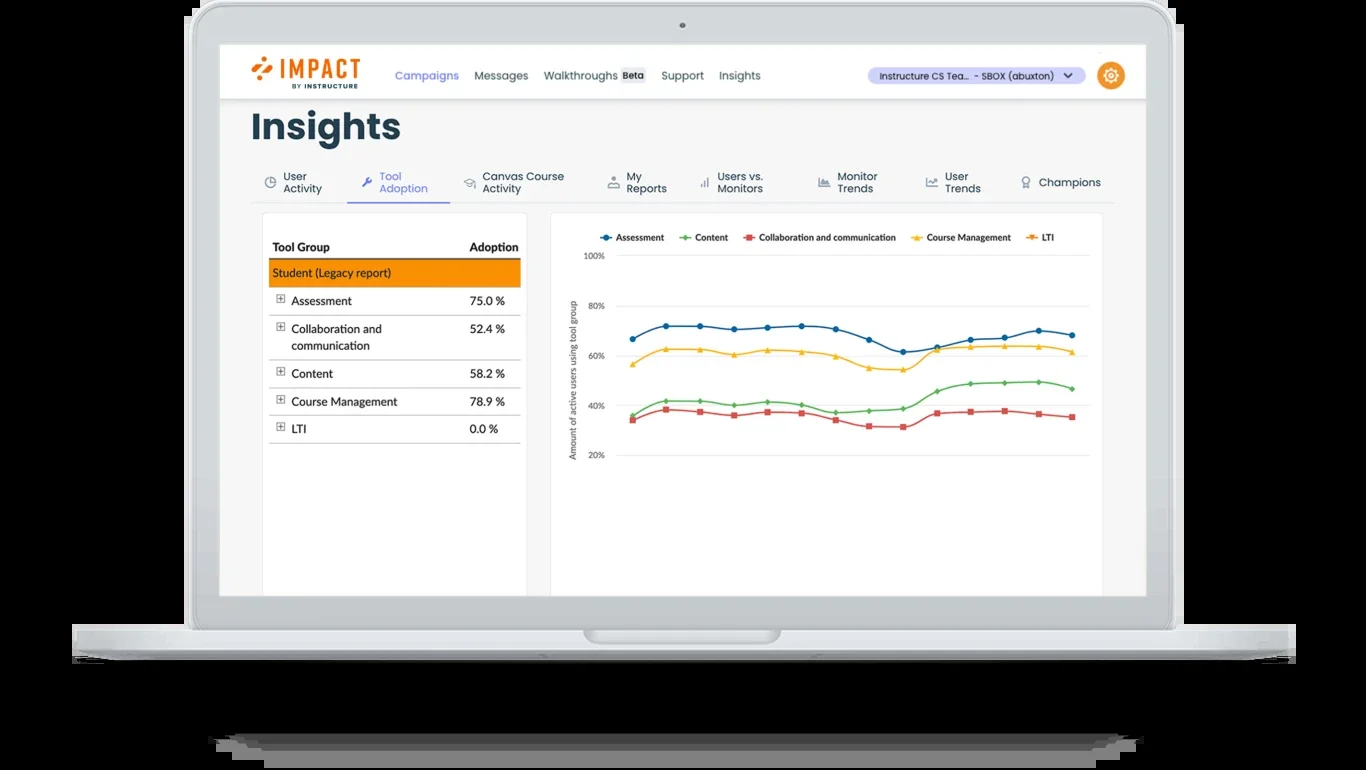 IMPACT
BY INSTRUCTURE
Campaigns Messages Walkthroughs Beta Support Insights
Instructure CS Tea... - SBOX (abuxton)
Insights
User Activity
Tool Adoption
Canvas Course Activity
My Reports
Users vs. Monitors
Monitor Trends
User Trends
Champions
Tool Group Adoption
Student (Legacy report)
Assessment 75.0 %
Collaboration and
communication 52.4 %
Content 58.2 %
Course Management 78.9 %
LTI 0.0 %
Assessment Content Collaboration and communication Course Management LTI
Amount of active users using tool group
100%
80%
60%
40%
20%